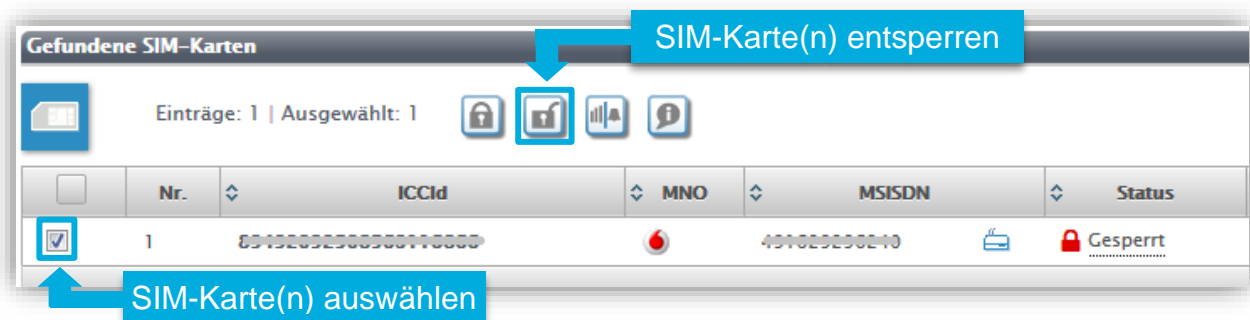 SIM-Karte(n) entsperren
Gefundene SIM-Karten
Einträge: 1 | Ausgewählt: 1
Nr. ICCId MNO MSISDN Status
1 Gesperrt
SIM-Karte(n) auswählen